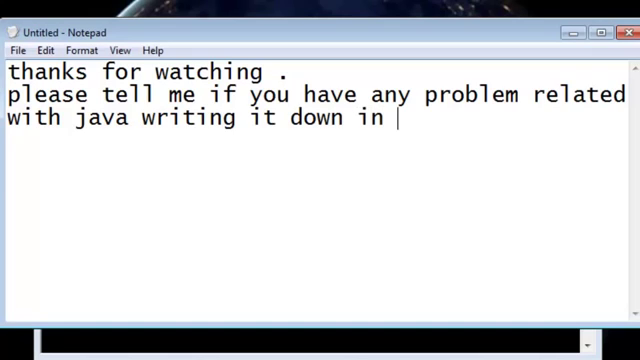 Untitled - Notepad
File Edit Format View Help
thanks for watching .
please tell me if you have any problem related
with java writing it down in